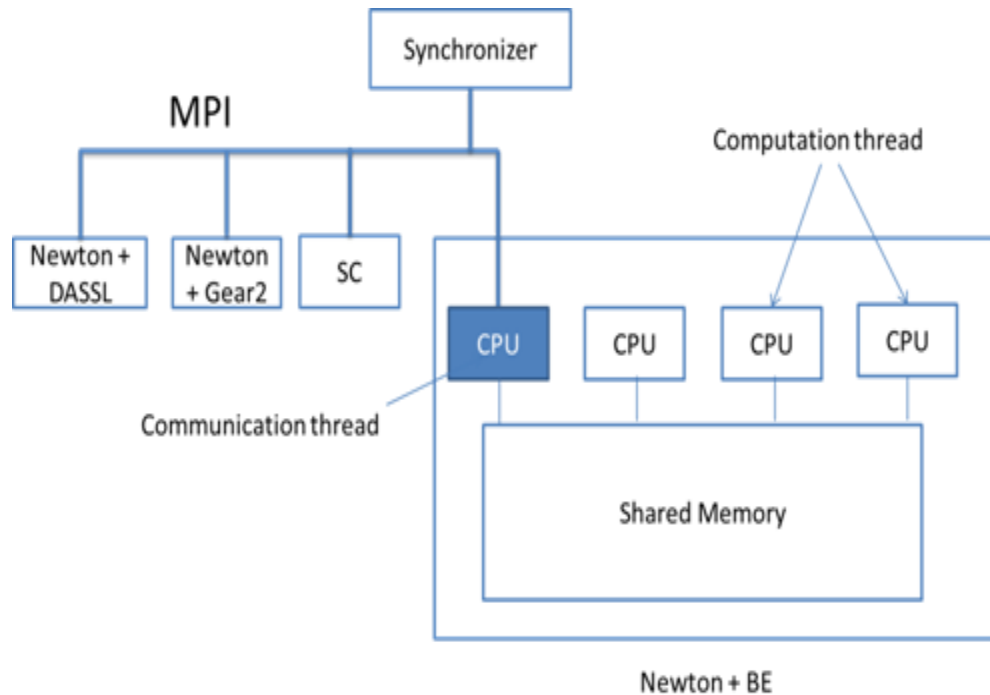 Synchronizer
MPI
Computation thread
Newton +
DASSL
Newton
+ Gear2
SC
CPU
CPU
CPU
CPU
Communication thread
Shared Memory
Newton + BE